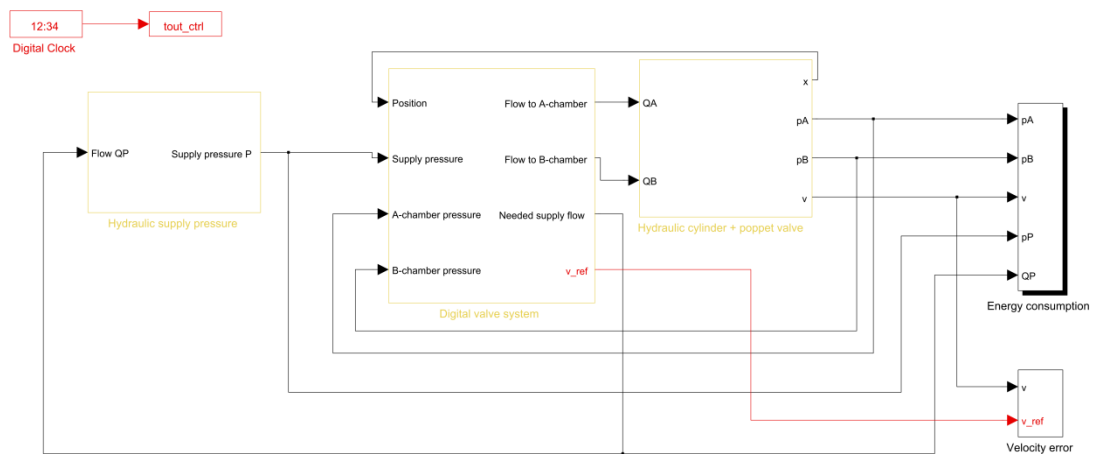 12:34
tout_ctrl
Digital Clock
Flow QP
Supply pressure P
Hydraulic supply pressure
Position
Supply pressure
A-chamber pressure
B-chamber pressure
Flow to A-chamber
Flow to B-chamber
Needed supply flow
v_ref
Digital valve system
QA
QB
x
pA
pB
v
Hydraulic cylinder + poppet valve
pA
pB
v
pP
QP
Energy consumption
v
v_ref
Velocity error